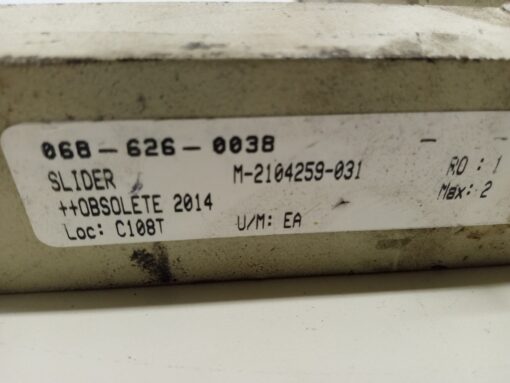 068-626-0038
SLIDER M-2104259-031 RO: 1
++OBSOLETE 2014 Max: 2
Loc: C108T U/M: EA